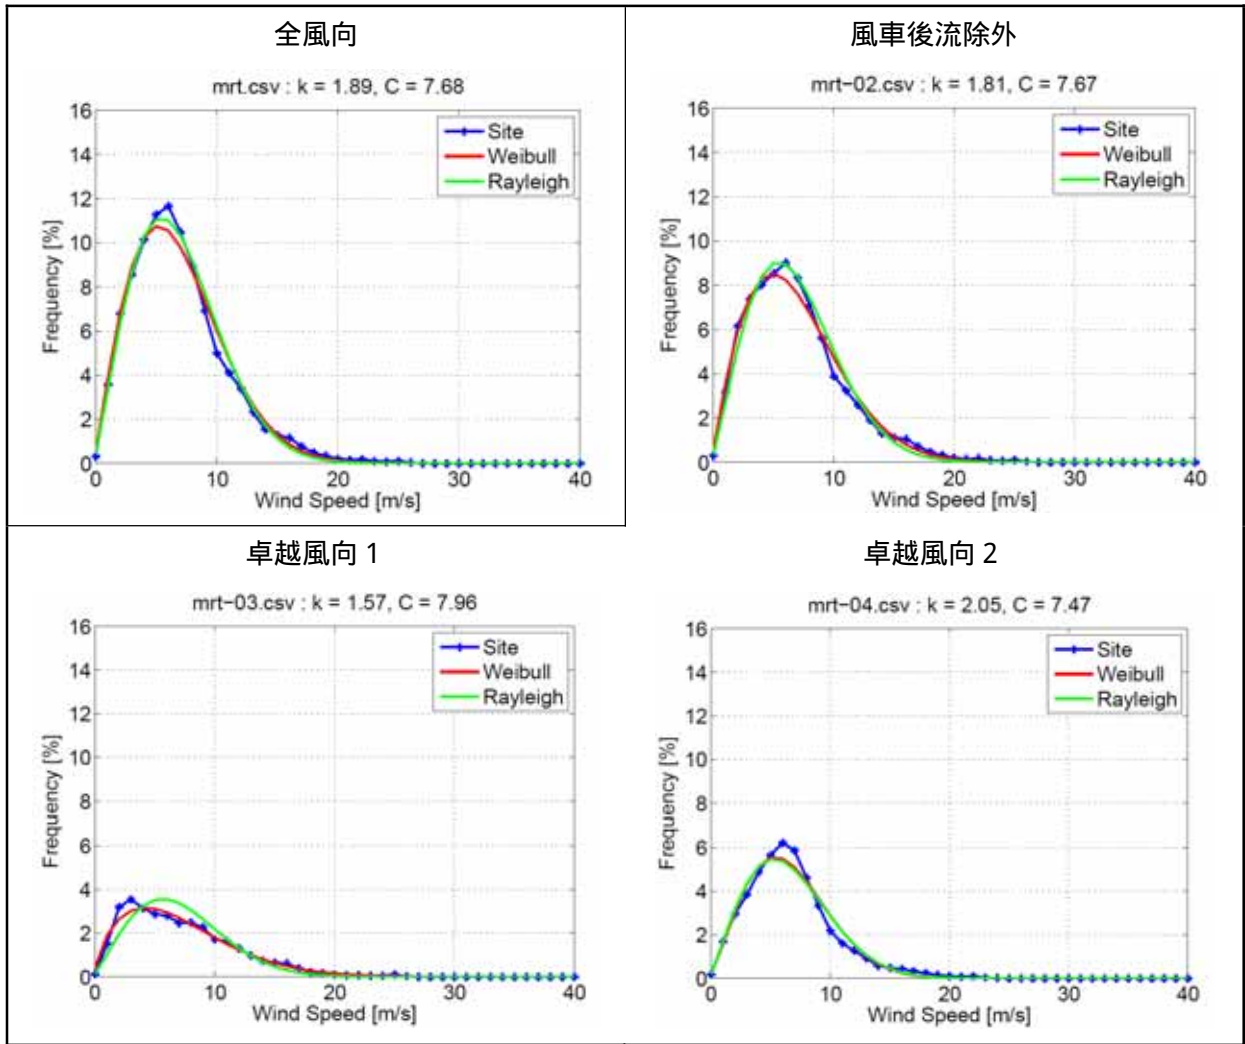 全風向
mrt.csv : k = 1.89, C = 7.68
16
14
12
10
8
6
4
2
0
Frequency [%]
Site
Weibull
Rayleigh
0 10 20 30 40
Wind Speed [m/s]
風車後流除外
mrt−02.csv : k = 1.81, C = 7.67
16
14
12
10
8
6
4
2
0
Frequency [%]
Site
Weibull
Rayleigh
0 10 20 30 40
Wind Speed [m/s]
卓越風向 1
mrt−03.csv : k = 1.57, C = 7.96
16
14
12
10
8
6
4
2
0
Frequency [%]
Site
Weibull
Rayleigh
0 10 20 30 40
Wind Speed [m/s]
卓越風向 2
mrt−04.csv : k = 2.05, C = 7.47
16
14
12
10
8
6
4
2
0
Frequency [%]
Site
Weibull
Rayleigh
0 10 20 30 40
Wind Speed [m/s]